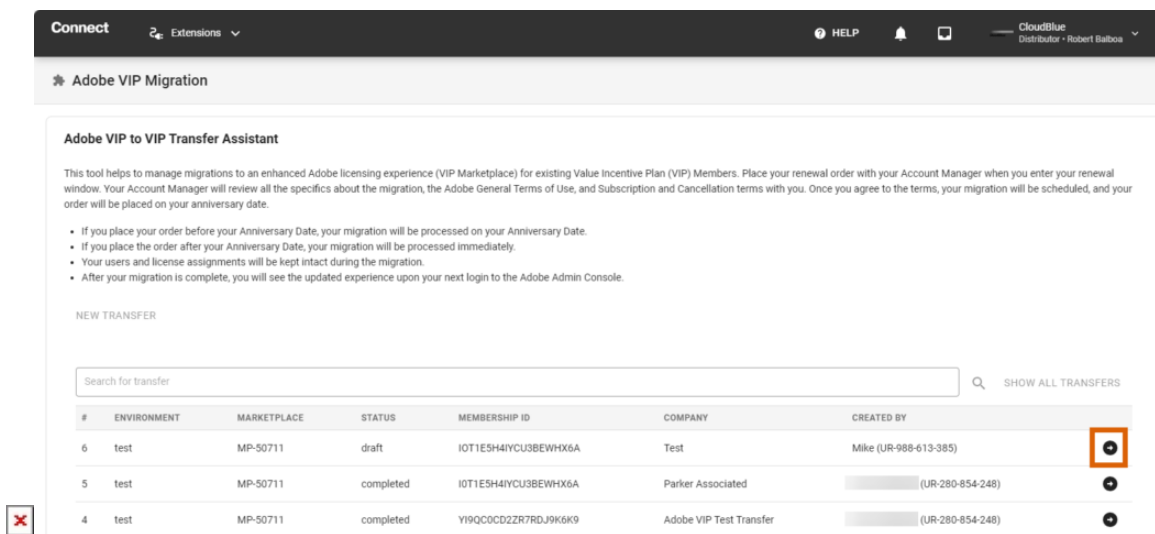 Connect
Extensions
HELP
CloudBlue
Distributor • Robert Balboa
Adobe VIP Migration
Adobe VIP to VIP Transfer Assistant
This tool helps to manage migrations to an enhanced Adobe licensing experience (VIP Marketplace) for existing Value Incentive Plan (VIP) Members. Place your renewal order with your Account Manager when you enter your renewal
window. Your Account Manager will review all the specifics about the migration, the Adobe General Terms of Use, and Subscription and Cancellation terms with you. Once you agree to the terms, your migration will be scheduled, and your
order will be placed on your anniversary date.
• If you place your order before your Anniversary Date, your migration will be processed on your Anniversary Date.
• If you place the order after your Anniversary Date, your migration will be processed immediately.
• Your users and license assignments will be kept intact during the migration.
• After your migration is complete, you will see the updated experience upon your next login to the Adobe Admin Console.
NEW TRANSFER
Search for transfer
SHOW ALL TRANSFERS
# ENVIRONMENT MARKETPLACE STATUS MEMBERSHIP ID COMPANY CREATED BY
6 test MP-50711 draft IOT1E5H4IYCU3BEWHX6A Test Mike (UR-988-613-385)
5 test MP-50711 completed I0T1E5H4IYCU3BEWHX6A Parker Associated (UR-280-854-248)
4 test MP-50711 completed YI9QC0CD2ZR7RDJ9K6K9 Adobe VIP Test Transfer (UR-280-854-248)